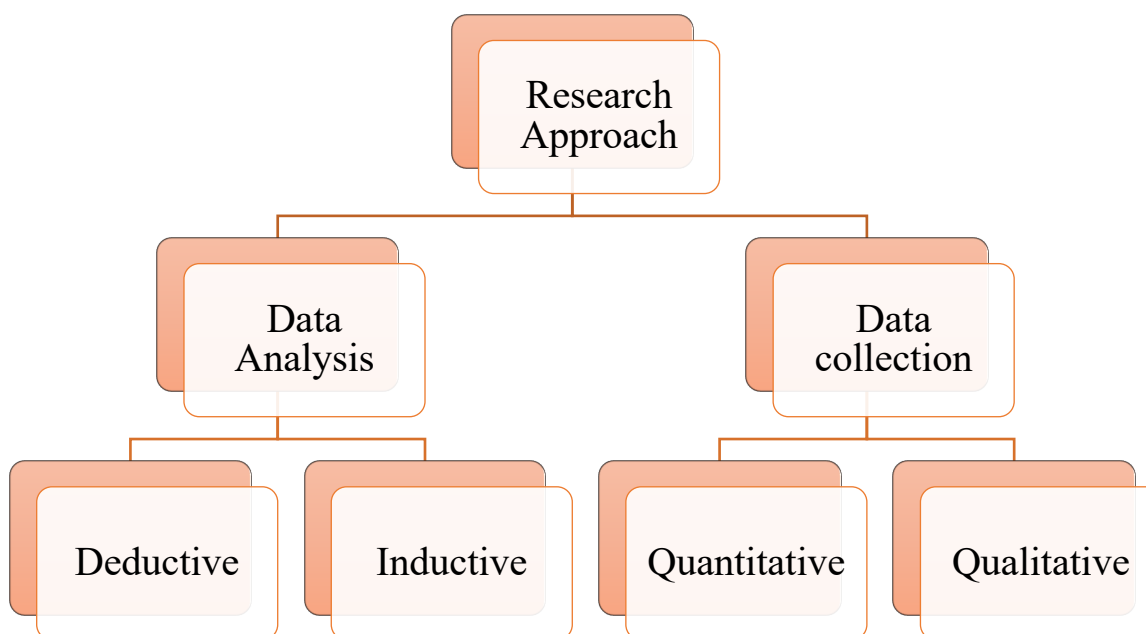 Research
Approach
Data
Analysis
Data
collection
Deductive
Inductive
Quantitative
Qualitative